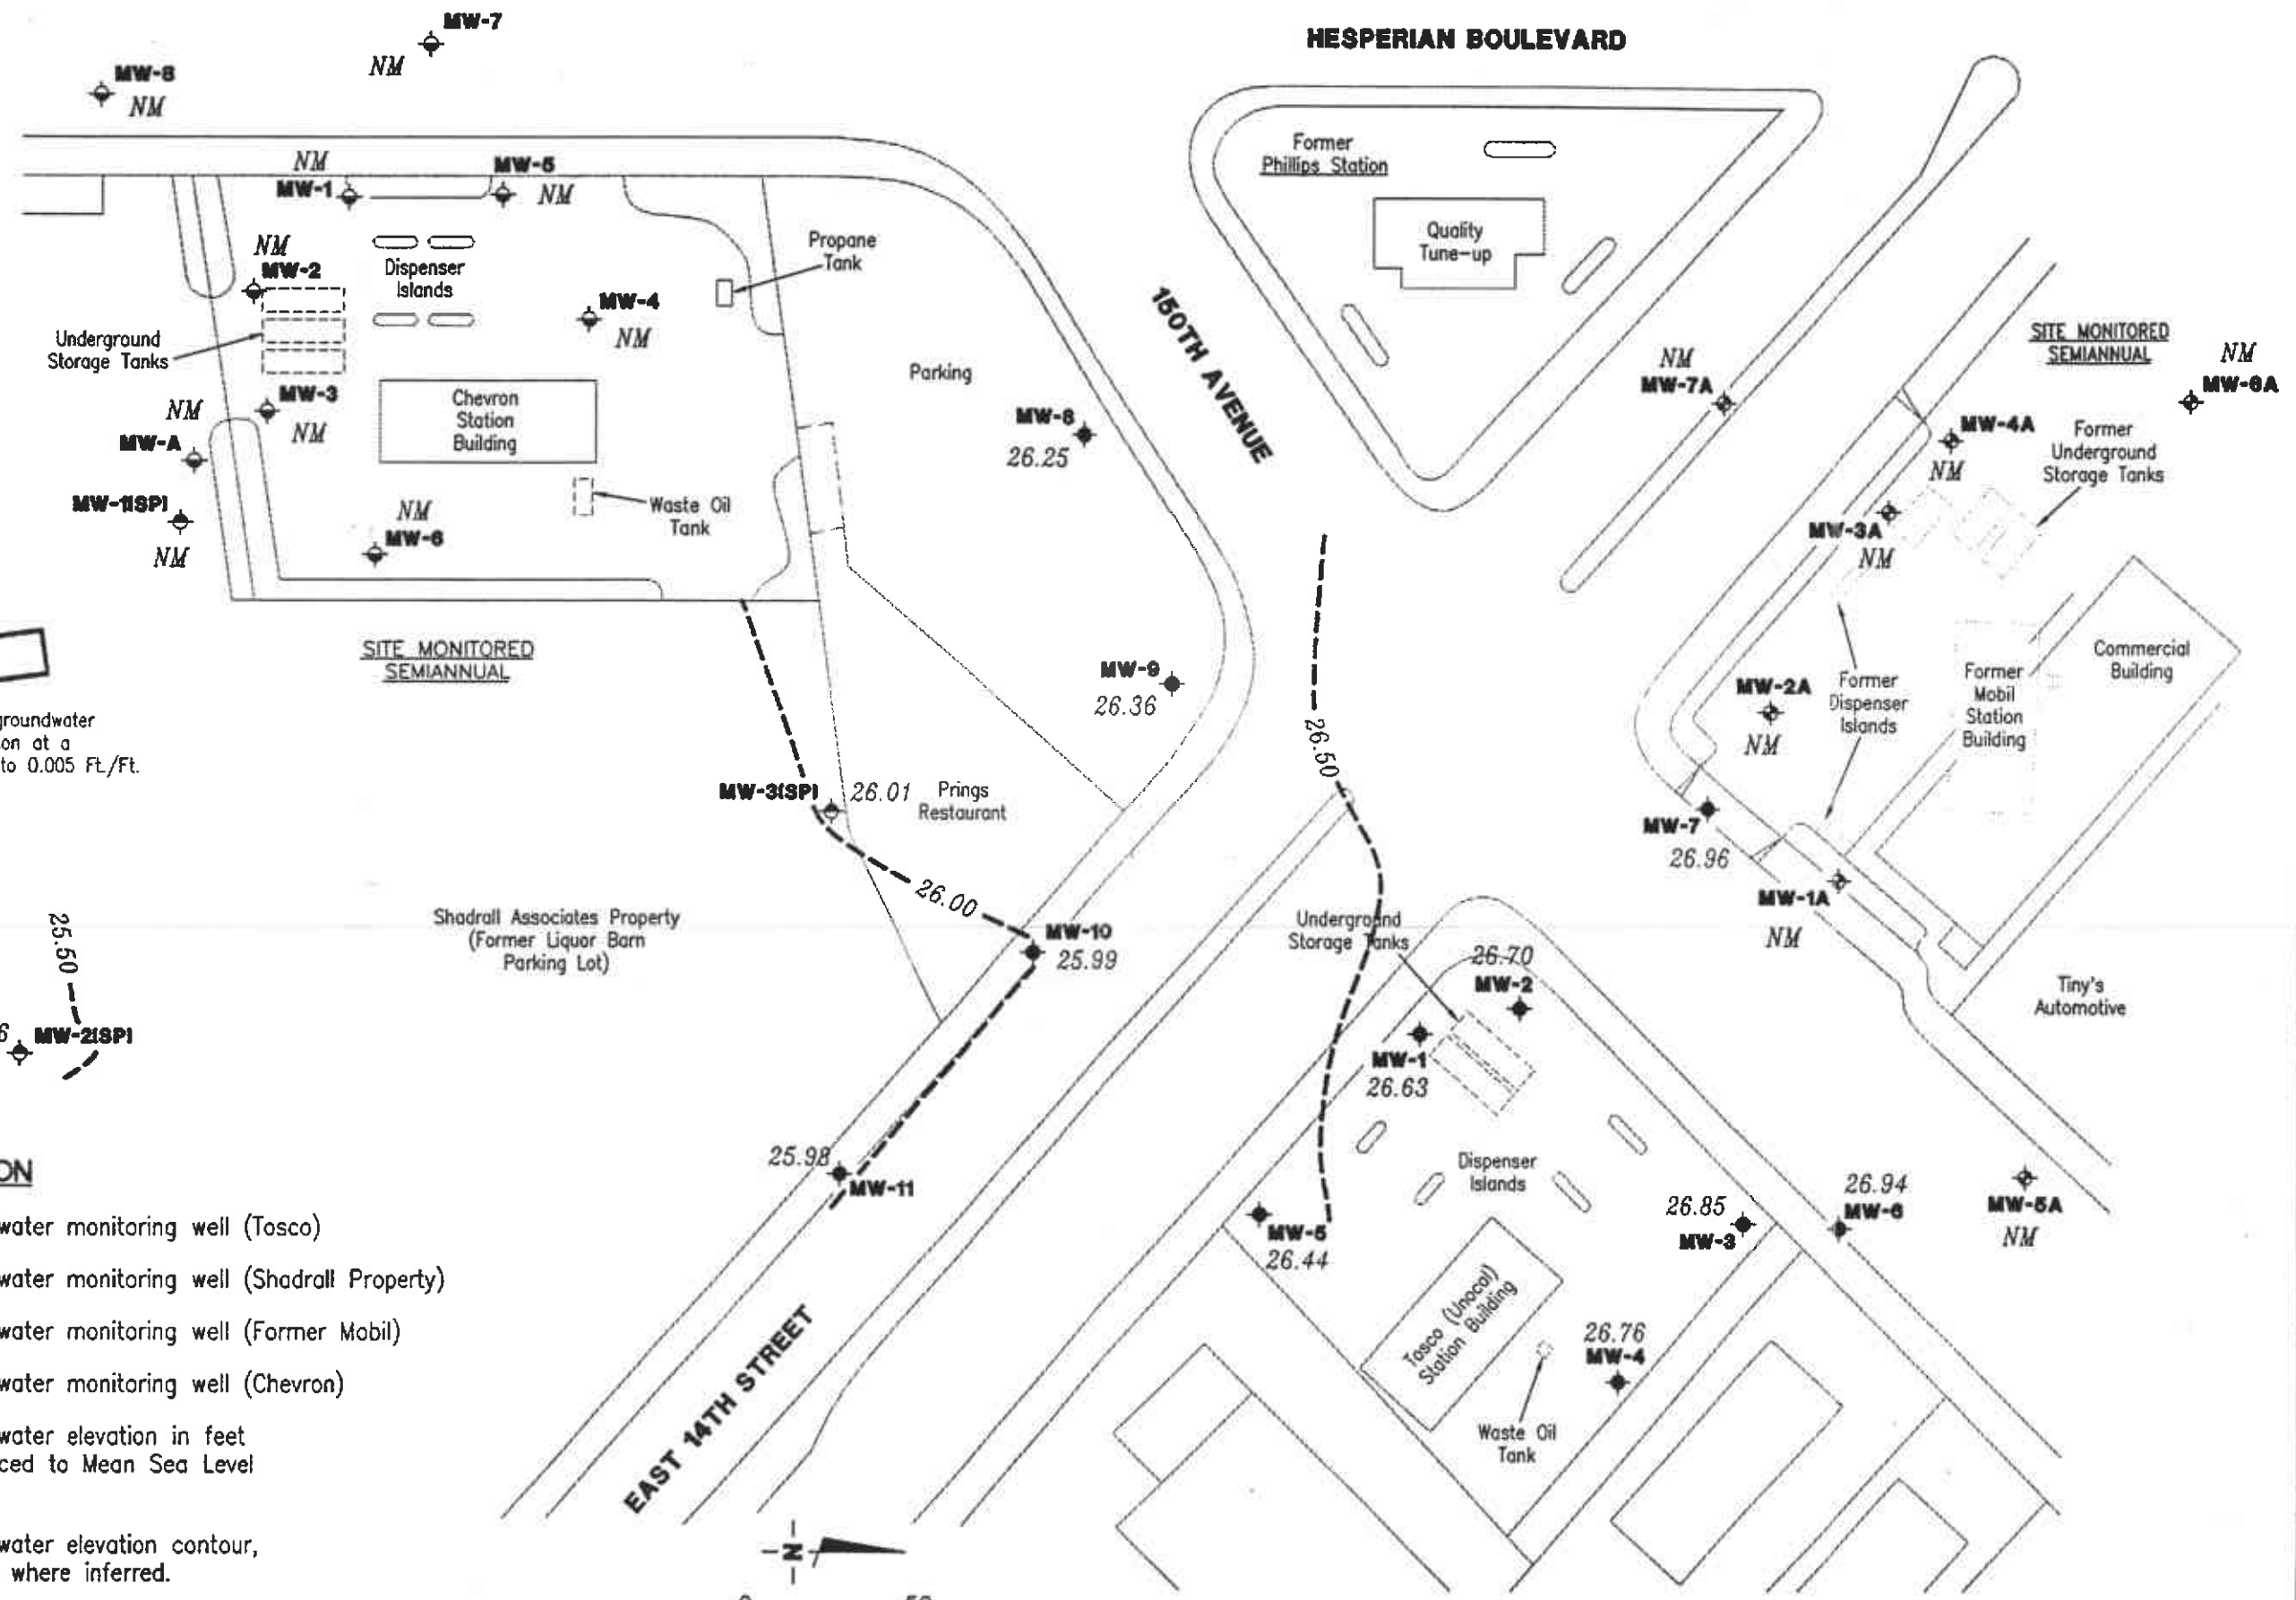 MW-7
NM
MW-8
NM
HESPERIAN BOULEVARD
NM
MW-1
MW-5
NM
NM
MW-2
Dispenser
Islands
MW-4
NM
Propane
Tank
Underground
Storage Tanks
MW-3
NM
NM
MW-A
Chevron
Station
Building
MW-1(SP)
NM
NM
MW-6
Waste Oil
Tank
Parking
MW-8
26.25
150TH AVENUE
Former
Phillips Station
Quality
Tune-up
NM
MW-7A
SITE MONITORED
SEMIANNUAL
NM
MW-6A
MW-4A
NM
Former
Underground
Storage Tanks
MW-3A
NM
Commercial
Building
MW-2A
NM
Former
Dispenser
Islands
Former
Mobil
Station
Building
SITE MONITORED
SEMIANNUAL
groundwater
on at a
to 0.005 Ft./Ft.
MW-9
26.36
26.50
MW-3(SP)
26.01
Prings
Restaurant
MW-7
26.96
MW-1A
NM
26.00
Shadrall Associates Property
(Former Liquor Barn
Parking Lot)
MW-10
25.99
Underground
Storage Tanks
26.70
MW-2
Tiny's
Automotive
25.50
6
MW-2(SP)
MW-1
26.63
25.98
MW-11
Dispenser
Islands
MW-5
26.44
26.85
MW-3
26.94
MW-6
MW-5A
NM
ON
water monitoring well (Tosco)
water monitoring well (Shadrall Property)
water monitoring well (Former Mobil)
water monitoring well (Chevron)
water elevation in feet
ced to Mean Sea Level
water elevation contour,
where inferred.
EAST 14TH STREET
Tosco (Unocal)
Station Building
26.76
MW-4
Waste Oil
Tank
N